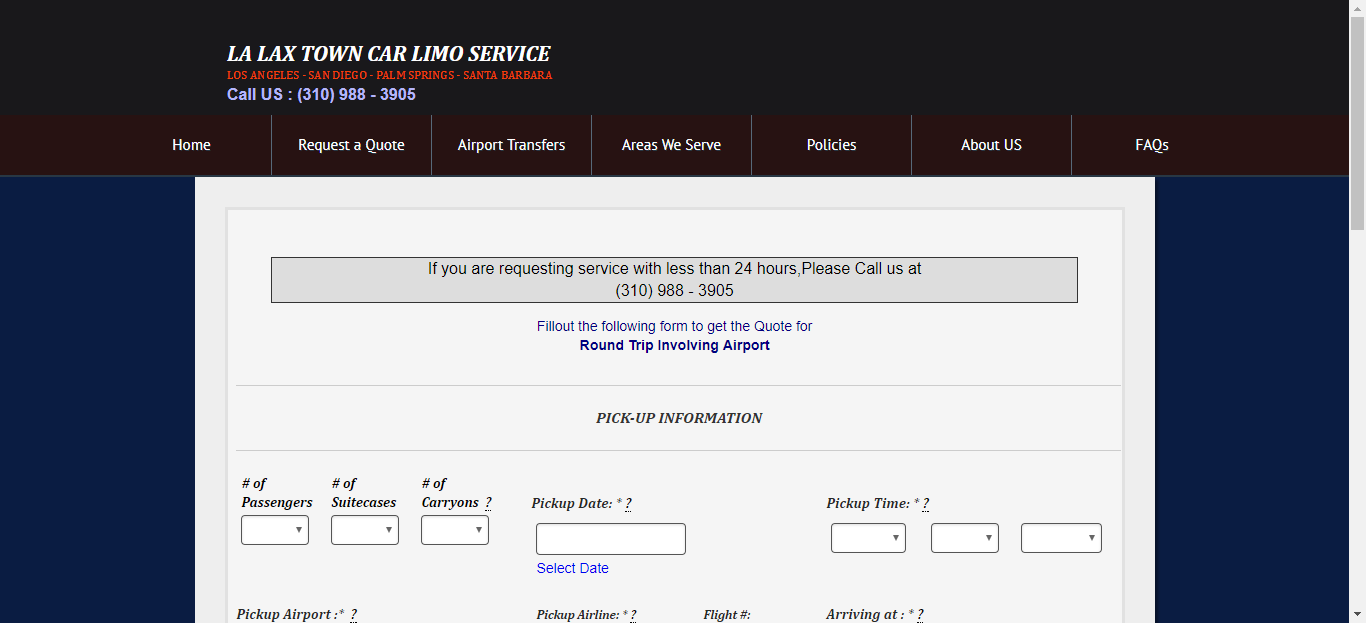 LA LAX TOWN CAR LIMO SERVICE
LOS ANGELES - SAN DIEGO - PALM SPRINGS - SANTA BARBARA
Call US : (310) 988 - 3905
Home Request a Quote Airport Transfers Areas We Serve Policies About US FAQs
If you are requesting service with less than 24 hours,Please Call us at
(310) 988 - 3905
Fillout the following form to get the Quote for
Round Trip Involving Airport
PICK-UP INFORMATION
# of Passengers
# of Suitecases
# of Carryons ?
Pickup Date: * ?
Pickup Time: * ?
Select Date
Pickup Airport :* ?
Pickup Airline: * ?
Flight #:
Arriving at : * ?